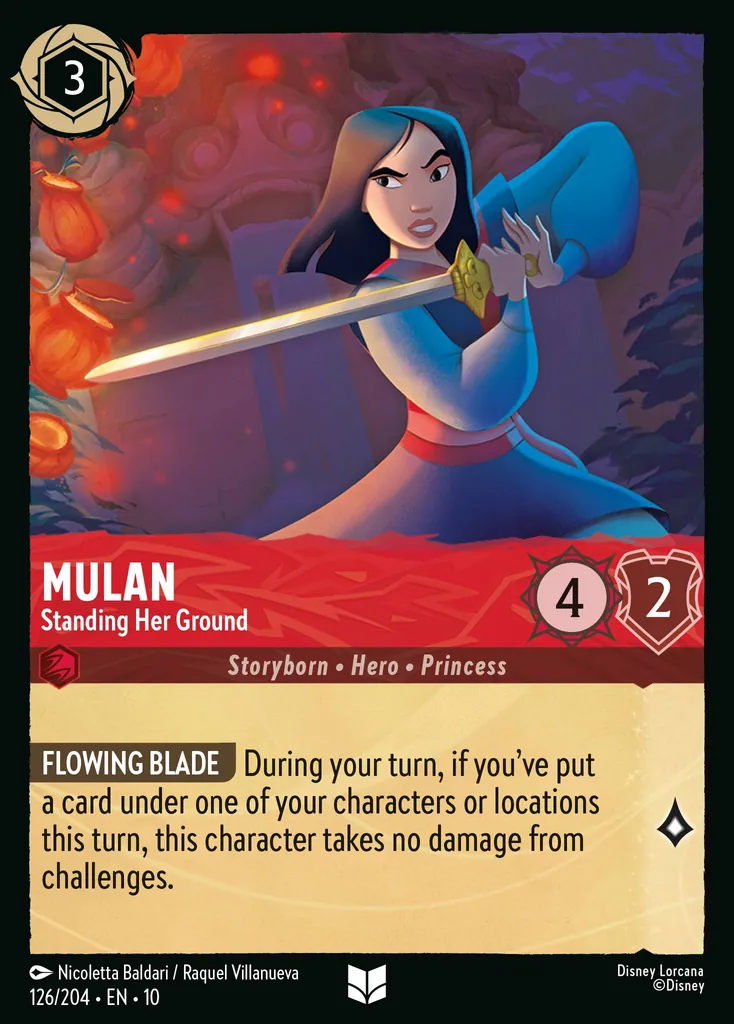 3
MULAN
Standing Her Ground
4
2
Storyborn • Hero • Princess
FLOWING BLADE During your turn, if you’ve put
a card under one of your characters or locations
this turn, this character takes no damage from
challenges.
Nicoletta Baldari / Raquel Villanueva
126/204 • EN • 10
Disney Lorcana
©Disney